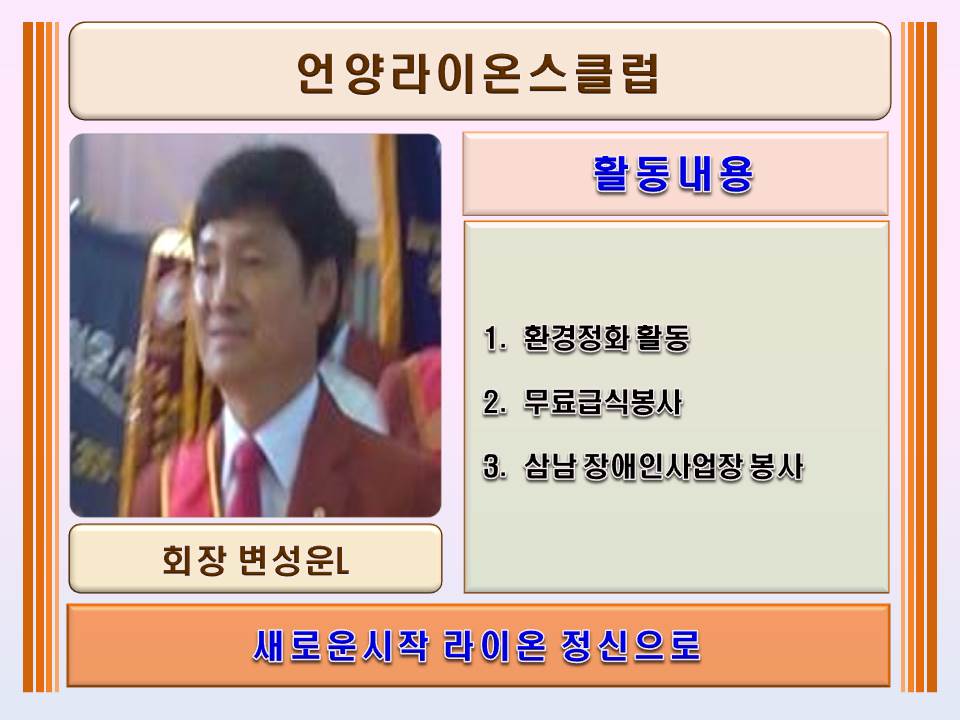 언양라이온스클럽
활동내용
1. 환경정화 활동
2. 무료급식봉사
3. 삼남 장애인사업장 봉사
회장 변성운L
새로운시작 라이온 정신으로